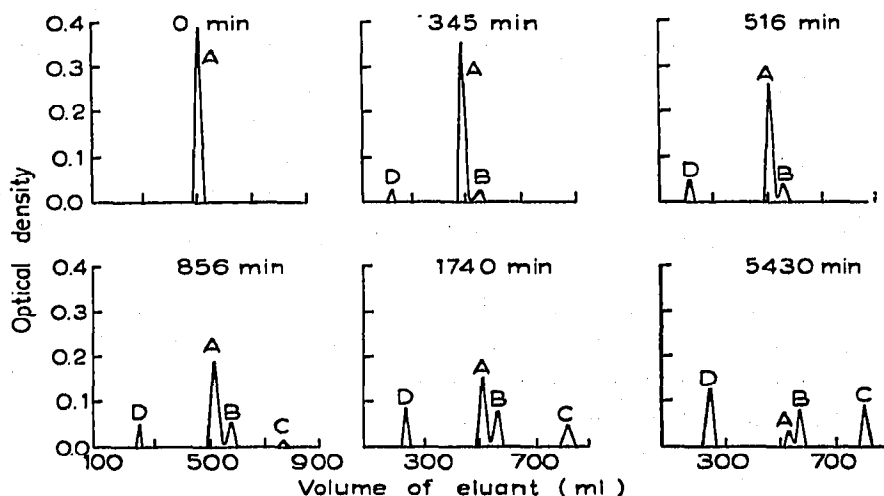 Optical density
0 min
0.4
0.3
0.2
0.1
0.0
A
345 min
A
D
B
516 min
A
D
B
856 min
0.4
0.3
0.2
0.1
0.0
A
D
B
C
100
500
900
1740 min
A
D
B
C
300
700
5430 min
D
A
B
C
300
700
Volume of eluant (ml)